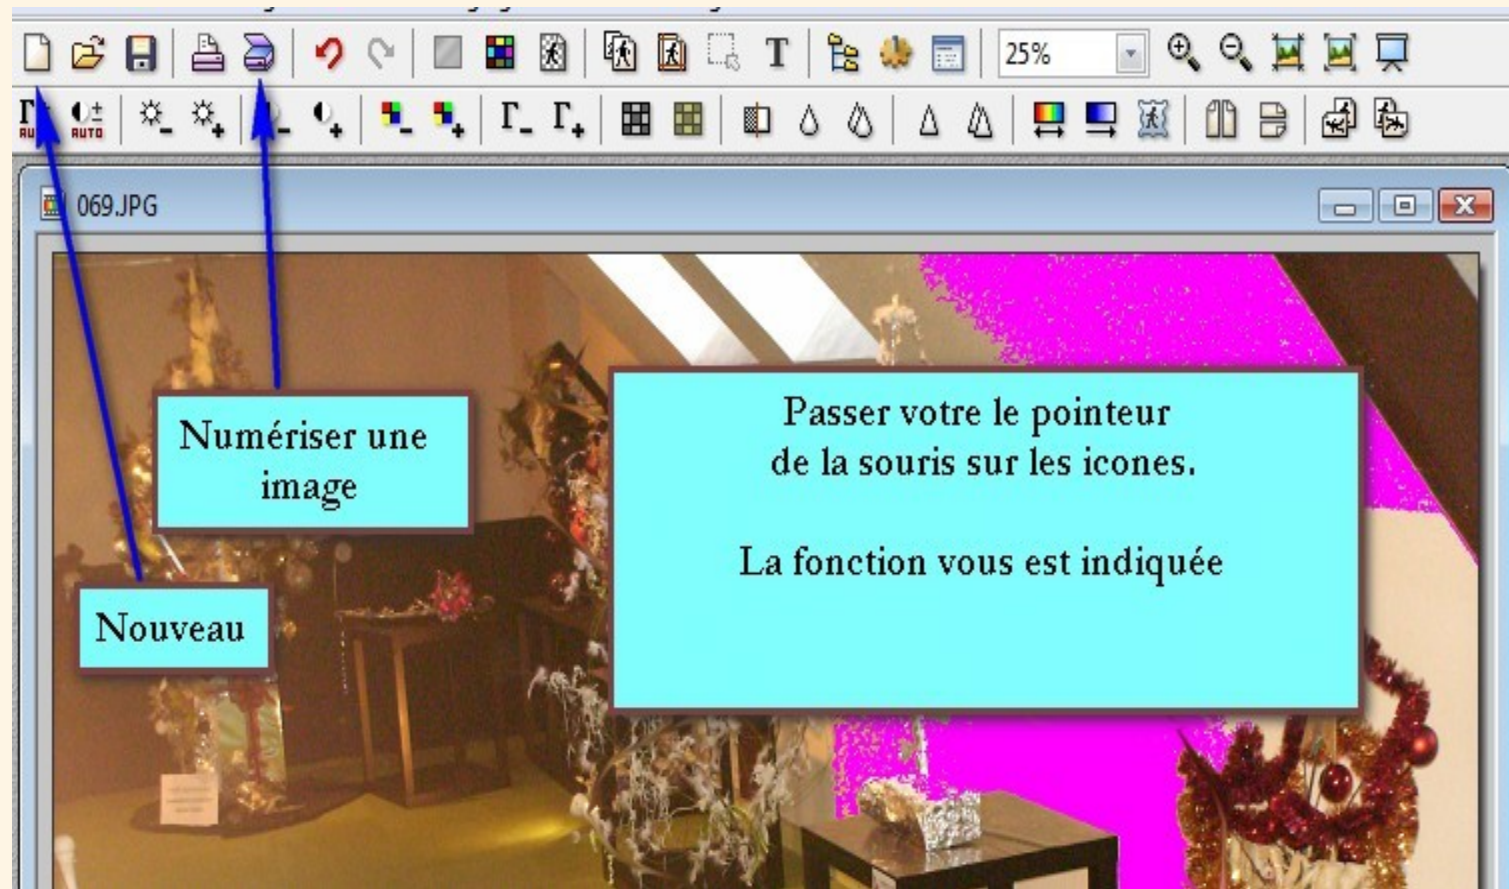 T
25%
AUTO
Γ Γ
069.JPG
Numériser une
image
Passer votre le pointeur
de la souris sur les icones.
La fonction vous est indiquée
Nouveau